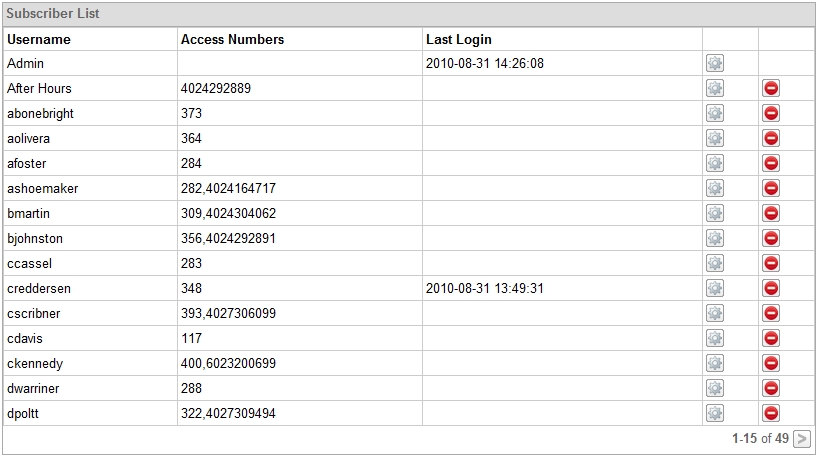 Subscriber List
Username Access Numbers Last Login
Admin 2010-08-31 14:26:08
After Hours 4024292889
abonebright 373
aolivera 364
afoster 284
ashoemaker 282,4024164717
bmartin 309,4024304062
bjohnston 356,4024292891
ccassel 283
creddersen 348 2010-08-31 13:49:31
cscribner 393,4027306099
cdavis 117
ckennedy 400,6023200699
dwarriner 288
dpoltt 322,4027309494
1-15 of 49 >